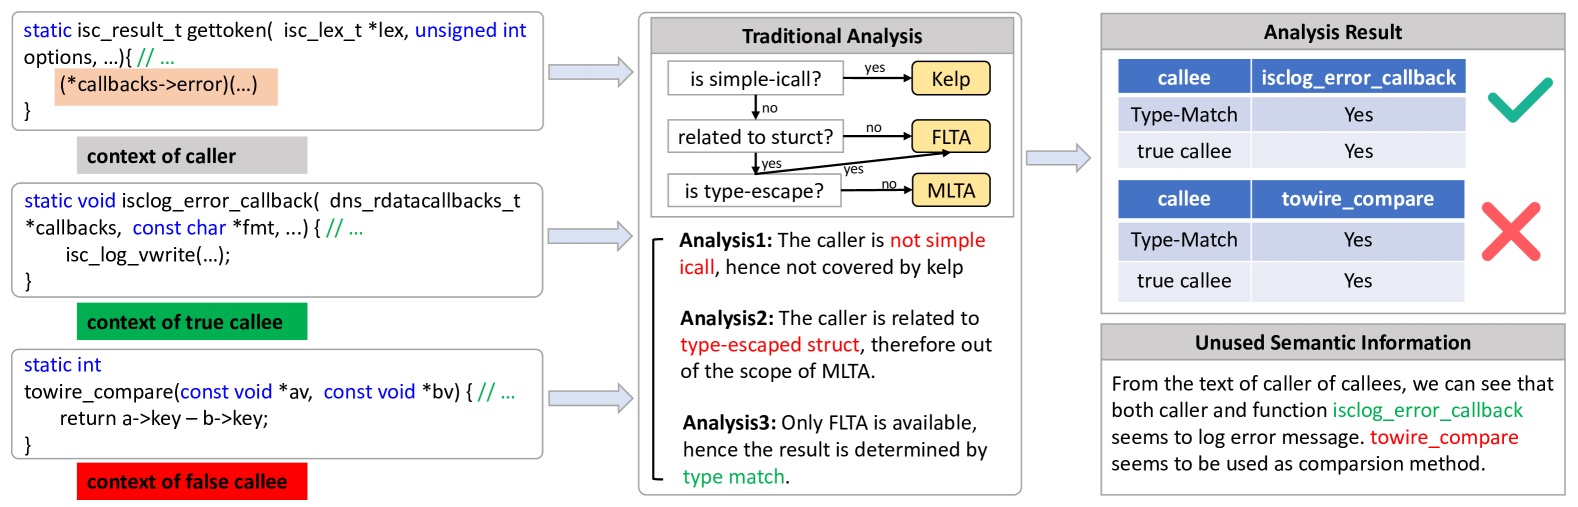 static isc_result_t gettoken( isc_lex_t *lex, unsigned int
options, ...){ // ...
(*callbacks->error)(...)
}
context of caller
static void isclog_error_callback( dns_rdatacallbacks_t
*callbacks, const char *fmt, ...) { // ...
isc_log_vwrite(...);
}
context of true callee
static int
towire_compare(const void *av, const void *bv) { // ...
return a->key – b->key;
}
context of false callee
Traditional Analysis
is simple-icall?
yes
Kelp
no
related to sturct?
no
FLTA
yes
yes
is type-escape?
no
MLTA
Analysis1: The caller is not simple
icall, hence not covered by kelp
Analysis2: The caller is related to
type-escaped struct, therefore out
of the scope of MLTA.
Analysis3: Only FLTA is available,
hence the result is determined by
type match.
Analysis Result
callee isclog_error_callback
Type-Match Yes
true callee Yes
callee towire_compare
Type-Match Yes
true callee Yes
Unused Semantic Information
From the text of caller of callees, we can see that
both caller and function isclog_error_callback
seems to log error message. towire_compare
seems to be used as comparsion method.